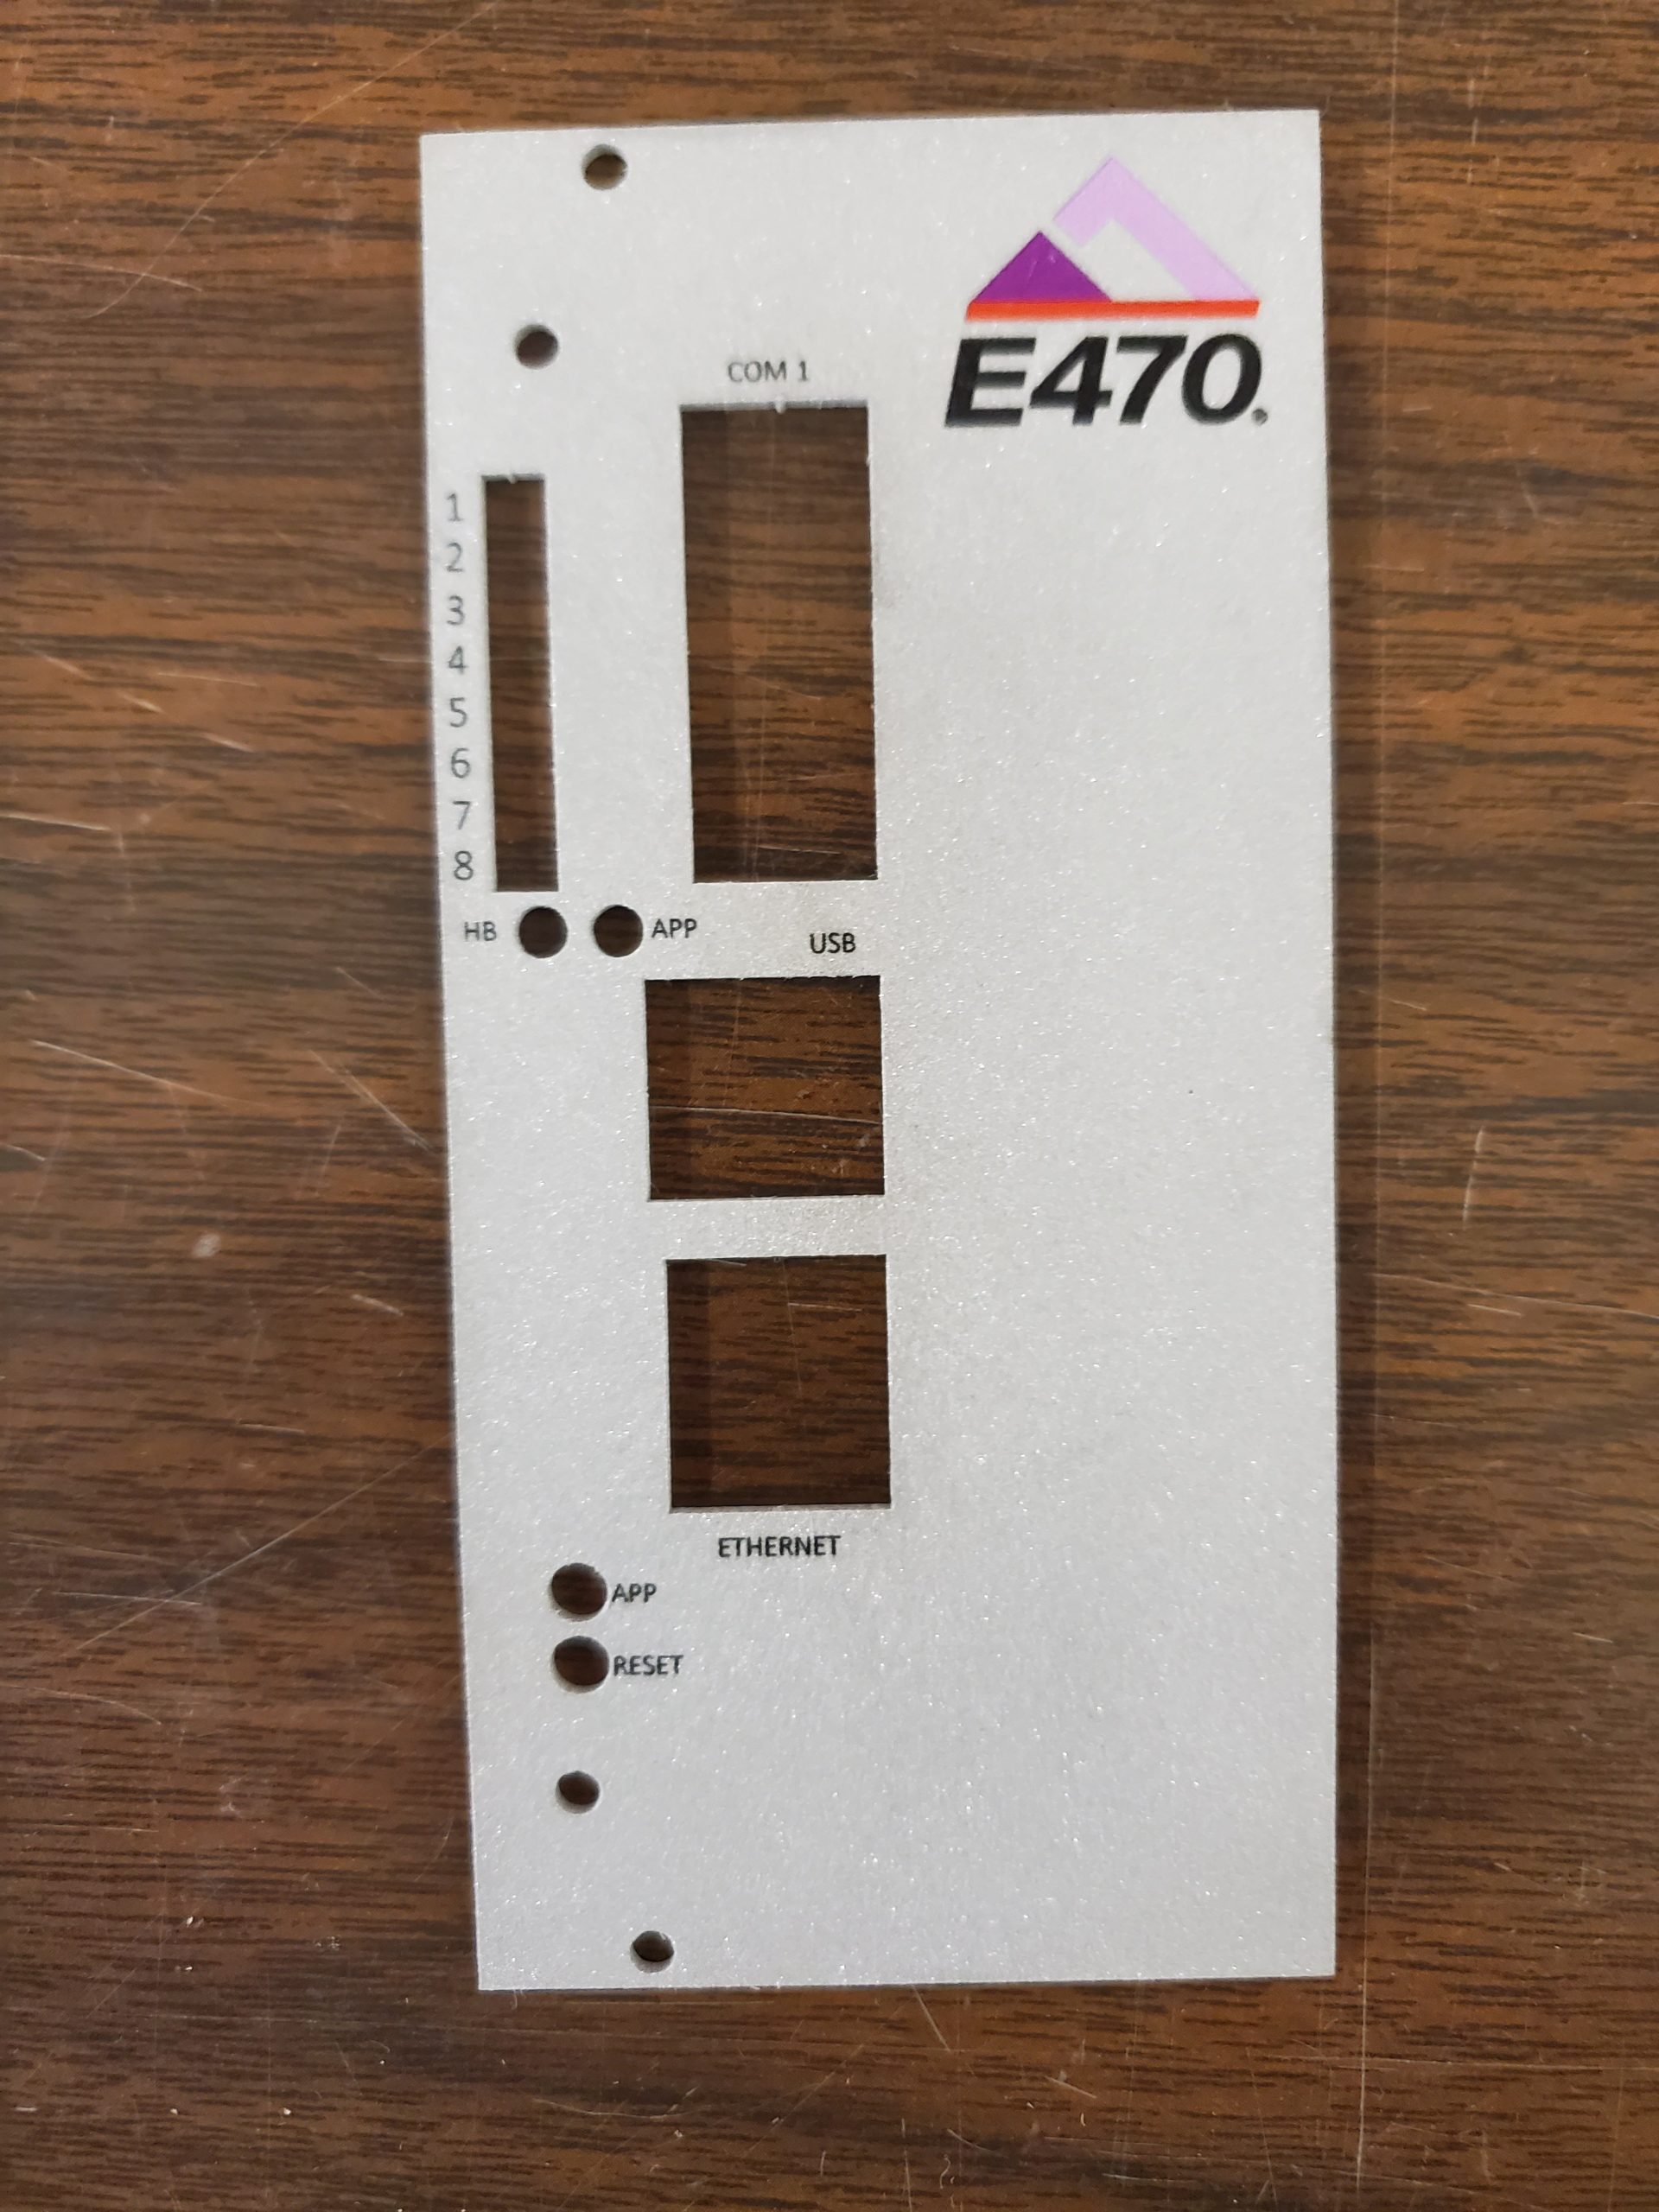 E470®
COM 1
1
2
3
4
5
6
7
8
HB
APP
USB
ETHERNET
APP
RESET